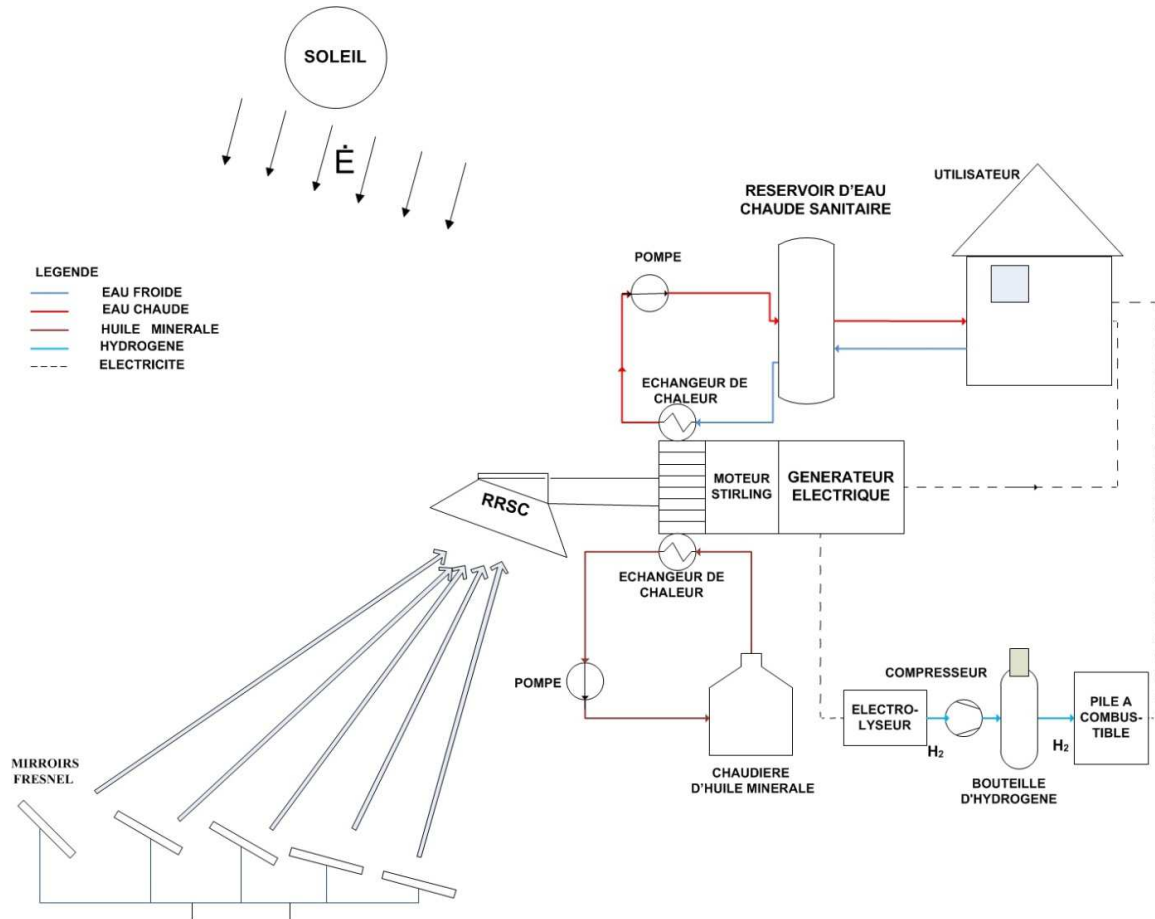 SOLEIL
Ė
UTILISATEUR
RESERVOIR D'EAU
CHAUDE SANITAIRE
POMPE
LEGENDE
EAU FROIDE
EAU CHAUDE
HUILE MINERALE
HYDROGENE
ELECTRICITE
ECHANGEUR DE
CHALEUR
RRSC
MOTEUR
STIRLING
GENERATEUR
ELECTRIQUE
ECHANGEUR DE
CHALEUR
POMPE
CHAUDIERE
D'HUILE MINERALE
COMPRESSEUR
ELECTRO-
LYSEUR
H2
H2
PILE A
COMBUS-
TIBLE
BOUTEILLE
D'HYDROGENE
MIRROIRS
FRESNEL